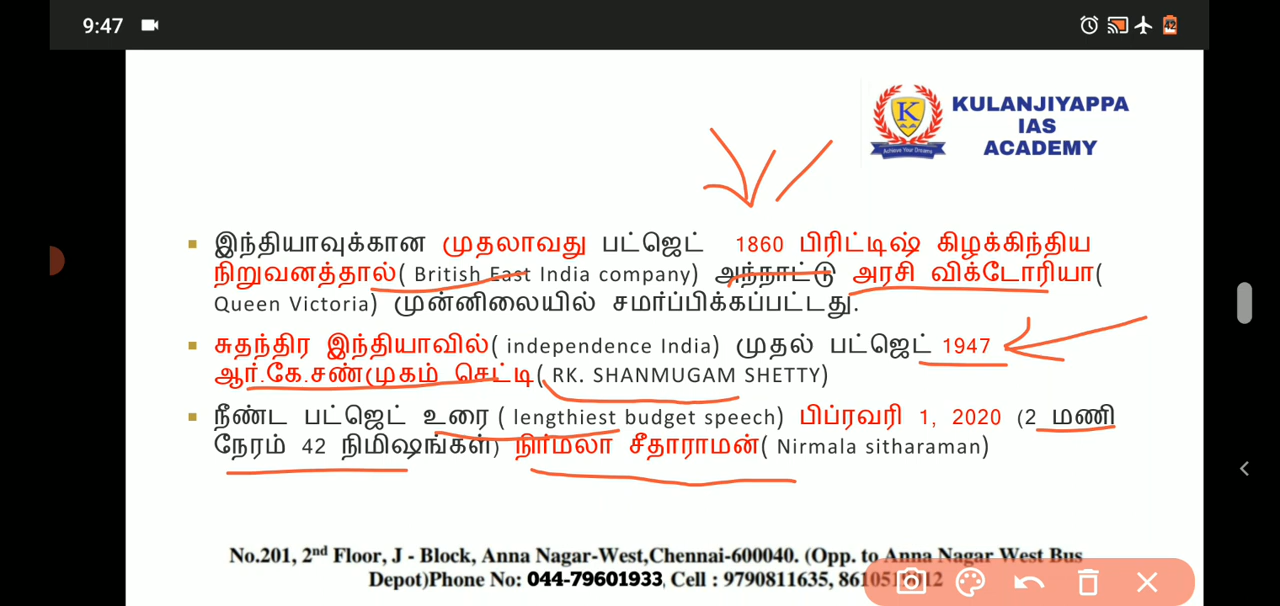 9:47
42
K
KULANJIYAPPA
IAS
ACADEMY
Achieve Your Dreams
இந்தியாவுக்கான முதலாவது பட்ஜெட் 1860 பிரிட்டிஷ் கிழக்கிந்திய
நிறுவனத்தால்( British East India company) அந்நாட்டு அரசி விக்டோரியா(
Queen Victoria) முன்னிலையில் சமர்ப்பிக்கப்பட்டது.
சுதந்திர இந்தியாவில்( independence India) முதல் பட்ஜெட் 1947
ஆர்.கே.சண்முகம் செட்டி( RK. SHANMUGAM SHETTY)
நீண்ட பட்ஜெட் உரை ( lengthiest budget speech) பிப்ரவரி 1, 2020 (2 மணி
நேரம் 42 நிமிஷங்கள்) நிர்மலா சீதாராமன்( Nirmala sitharaman)
No.201, 2nd Floor, J - Block, Anna Nagar-West,Chennai-600040. (Opp. to Anna Nagar West Bus
Depot)Phone No: 044-79601933, Cell : 9790811635,